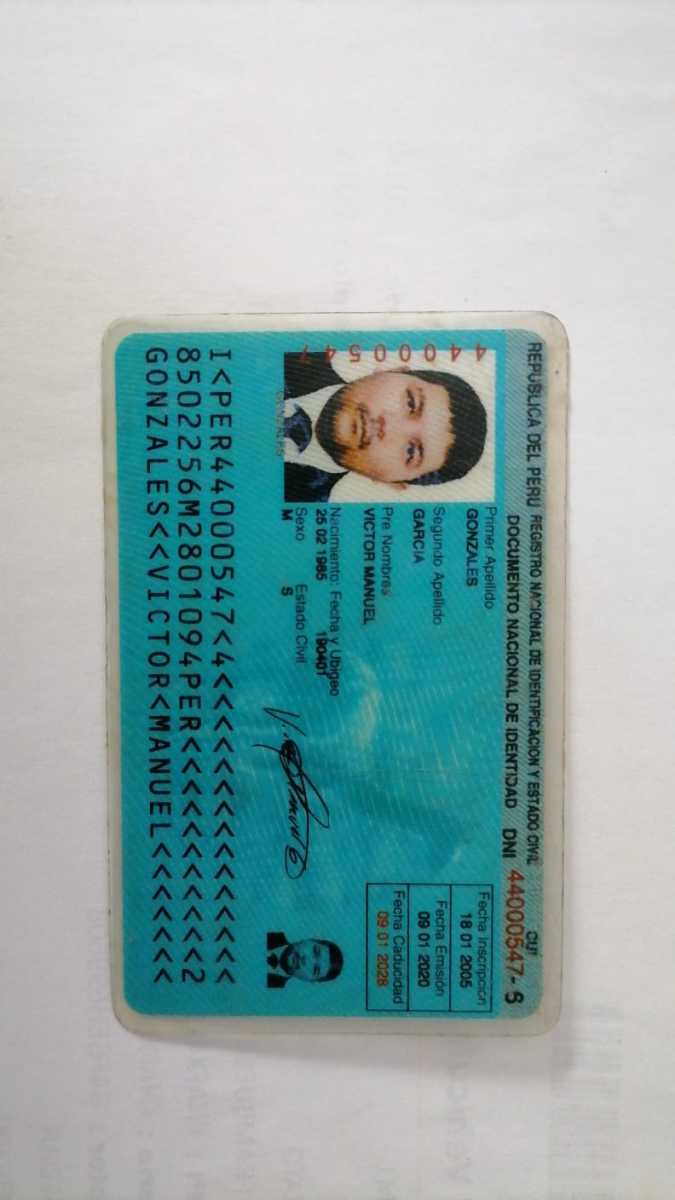 REPUBLICA DEL PERU REGISTRO NACIONAL DE IDENTIFICACION Y ESTADO CIVIL
DOCUMENTO NACIONAL DE IDENTIDAD DNI 44000547 - S
CUI
Primer Apellido
GONZALES
Segundo Apellido
GARCIA
Pre Nombres
VICTOR MANUEL
Nacimiento: Fecha y Ubigeo
25 02 1985 190401
Sexo Estado Civil
M S
Fecha Inscripción
18 01 2005
Fecha Emisión
09 01 2020
Fecha Caducidad
09 01 2028
44000547
I<PER44000547<4<<<<<<<<<<<<<<<
8502256M2801094PER<<<<<<<<<<<2
GONZALES<<VICTOR<MANUEL<<<<<<<